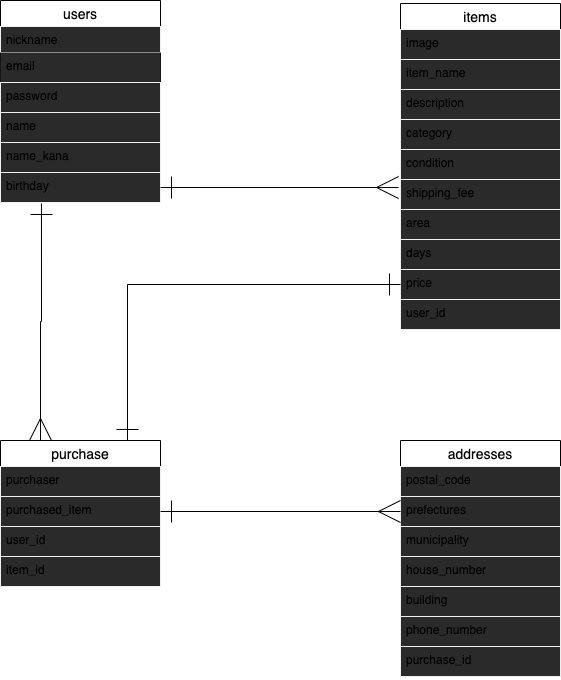 users
nickname
email
password
name
name_kana
birthday
items
image
item_name
description
category
condition
shipping_fee
area
days
price
user_id
purchase
purchaser
purchased_item
user_id
item_id
addresses
postal_code
prefectures
municipality
house_number
building
phone_number
purchase_id